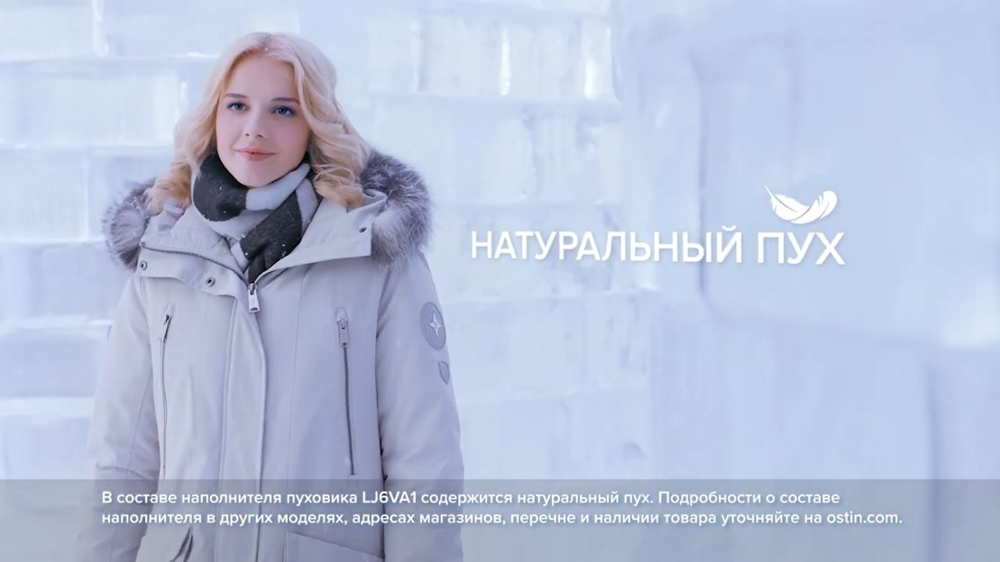 НАТУРАЛЬНЫЙ ПУХ
В составе наполнителя пуховика LJ6VA1 содержится натуральный пух. Подробности о составе
наполнителя в других моделях, адресах магазинов, перечне и наличии товара уточняйте на ostin.com.